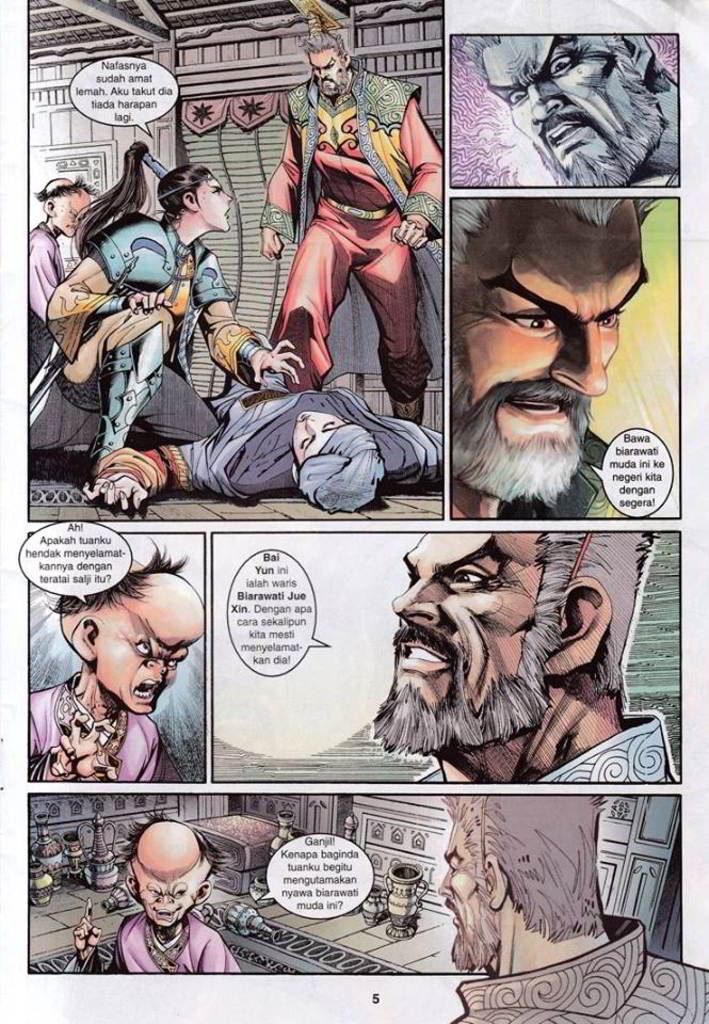 Nafasnya
sudah amat
lemah. Aku takut dia
tiada harapan
lagi.
Bawa
biarawati
muda ini ke
negeri kita
dengan
segera!
Ah!
Apakah tuanku
hendak menyelamat-
kannya dengan
teratai salji itu?
Bai
Yun ini
ialah waris
Biarawati Jue
Xin. Dengan apa
cara sekalipun
kita mesti
menyelamat-
kan dia!
Ganjil!
Kenapa baginda
tuanku begitu
mengutamakan
nyawa biarawati
muda ini?
5